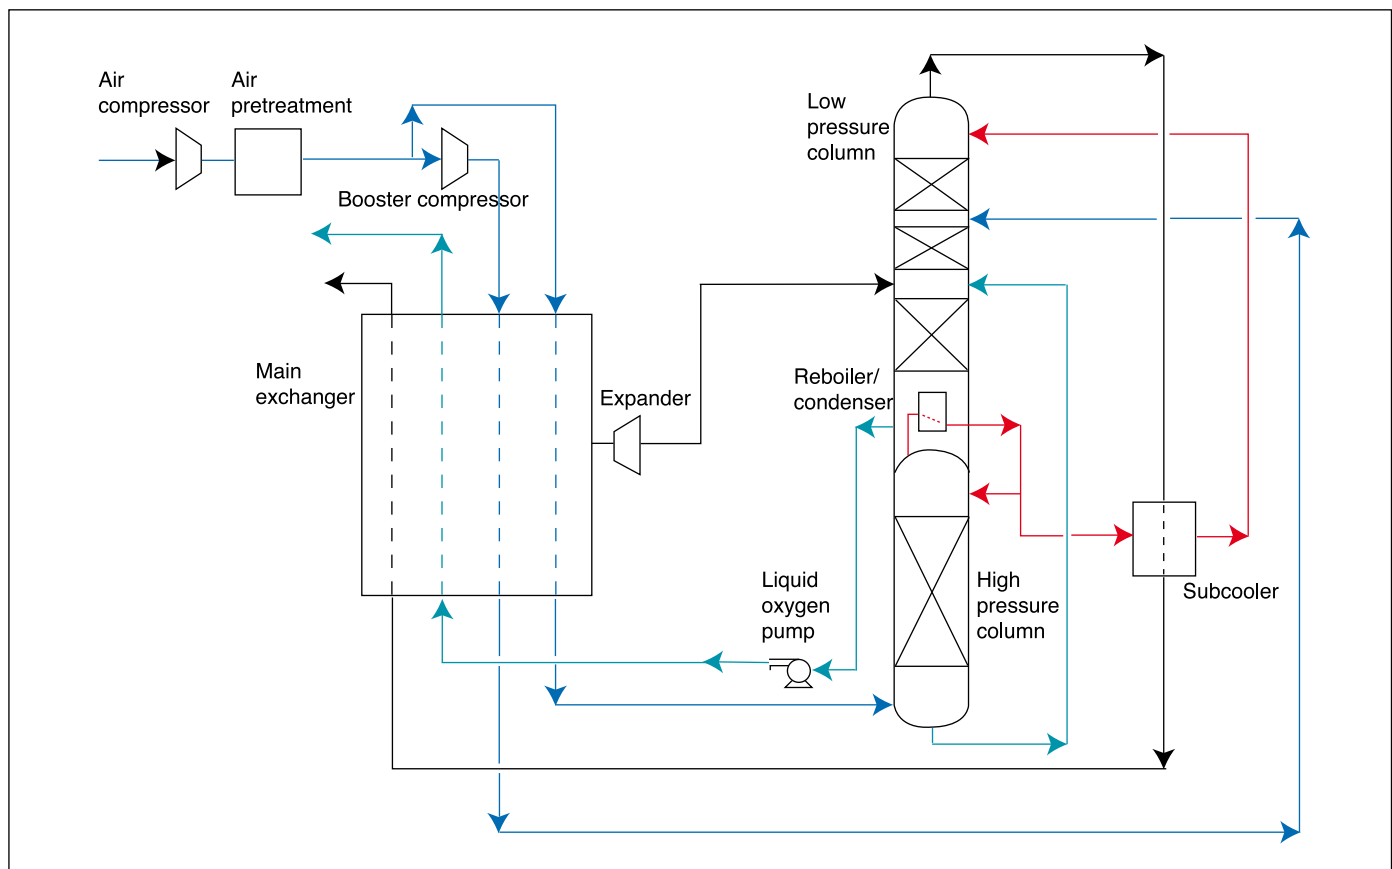 Air
compressor
Air
pretreatment
Booster compressor
Low
pressure
column
Main
exchanger
Expander
Reboiler/
condenser
Liquid
oxygen
pump
High
pressure
column
Subcooler